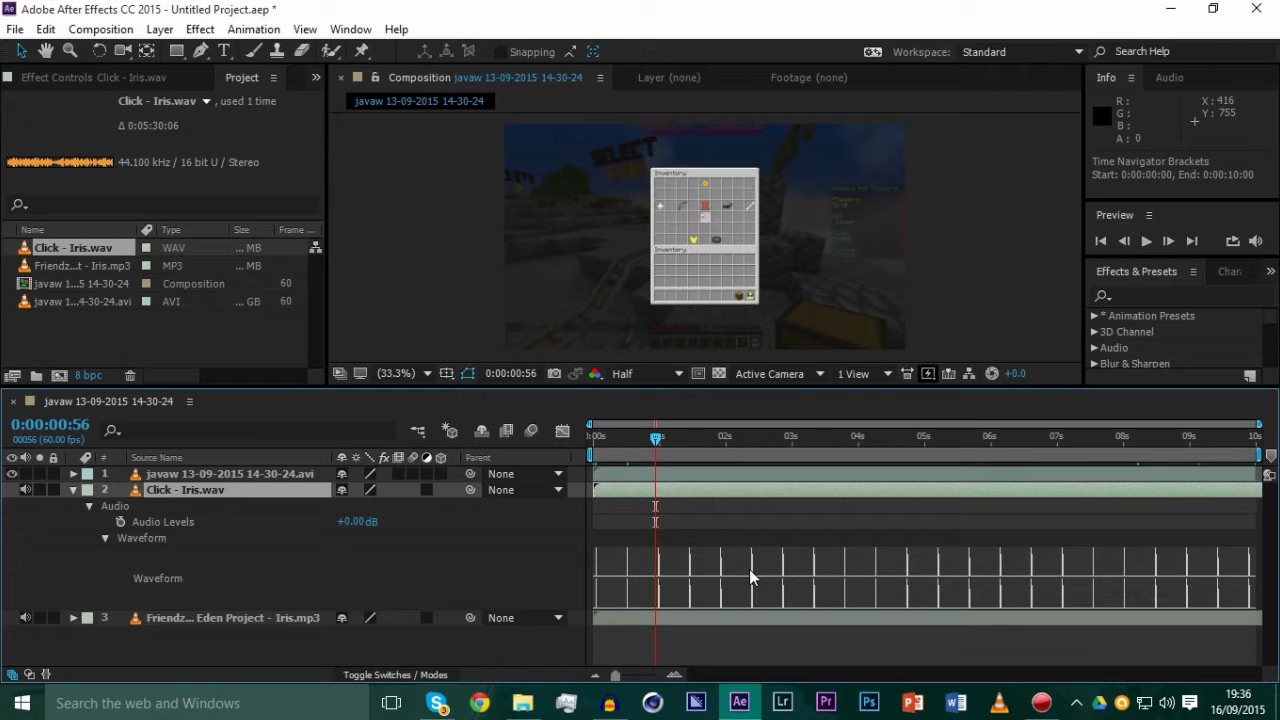 Adobe After Effects CC 2015 - Untitled Project.aep *
File Edit Composition Layer Effect Animation View Window Help
Snapping
Workspace: Standard
Search Help
Effect Controls Click - Iris.wav
Project
Composition javaw 13-09-2015 14-30-24
Layer (none)
Footage (none)
Info
Audio
Click - Iris.wav
, used 1 time
Δ 0:05:30:06
44.100 kHz / 16 bit U / Stereo
javaw 13-09-2015 14-30-24
SELECT
Inventory
Inventory
R :
G :
B :
A : 0
X : 416
Y : 755
Time Navigator Brackets
Start: 0:00:00:00, End: 0:00:10:00
Preview
Name Type Size Frame ...
Click - Iris.wav WAV ... MB
Friendz...t - Iris.mp3 MP3 ... MB
javaw 1...5 14-30-24 Composition 60
javaw 1...4-30-24.avi AVI ... GB 60
Effects & Presets
Char
* Animation Presets
3D Channel
Audio
Blur & Sharpen
8 bpc
(33.3%)
0:00:00:56
Half
Active Camera
1 View
+0.0
javaw 13-09-2015 14-30-24
0:00:00:56
00056 (60.00 fps)
:00s 02s 03s 04s 05s 06s 07s 08s 09s 10s
# Source Name Parent
1 javaw 13-09-2015 14-30-24.avi None
2 Click - Iris.wav None
Audio
Audio Levels +0.00 dB
Waveform
Waveform
3 Friendz... Eden Project - Iris.mp3 None
Toggle Switches / Modes
Search the web and Windows
19:36
16/09/2015